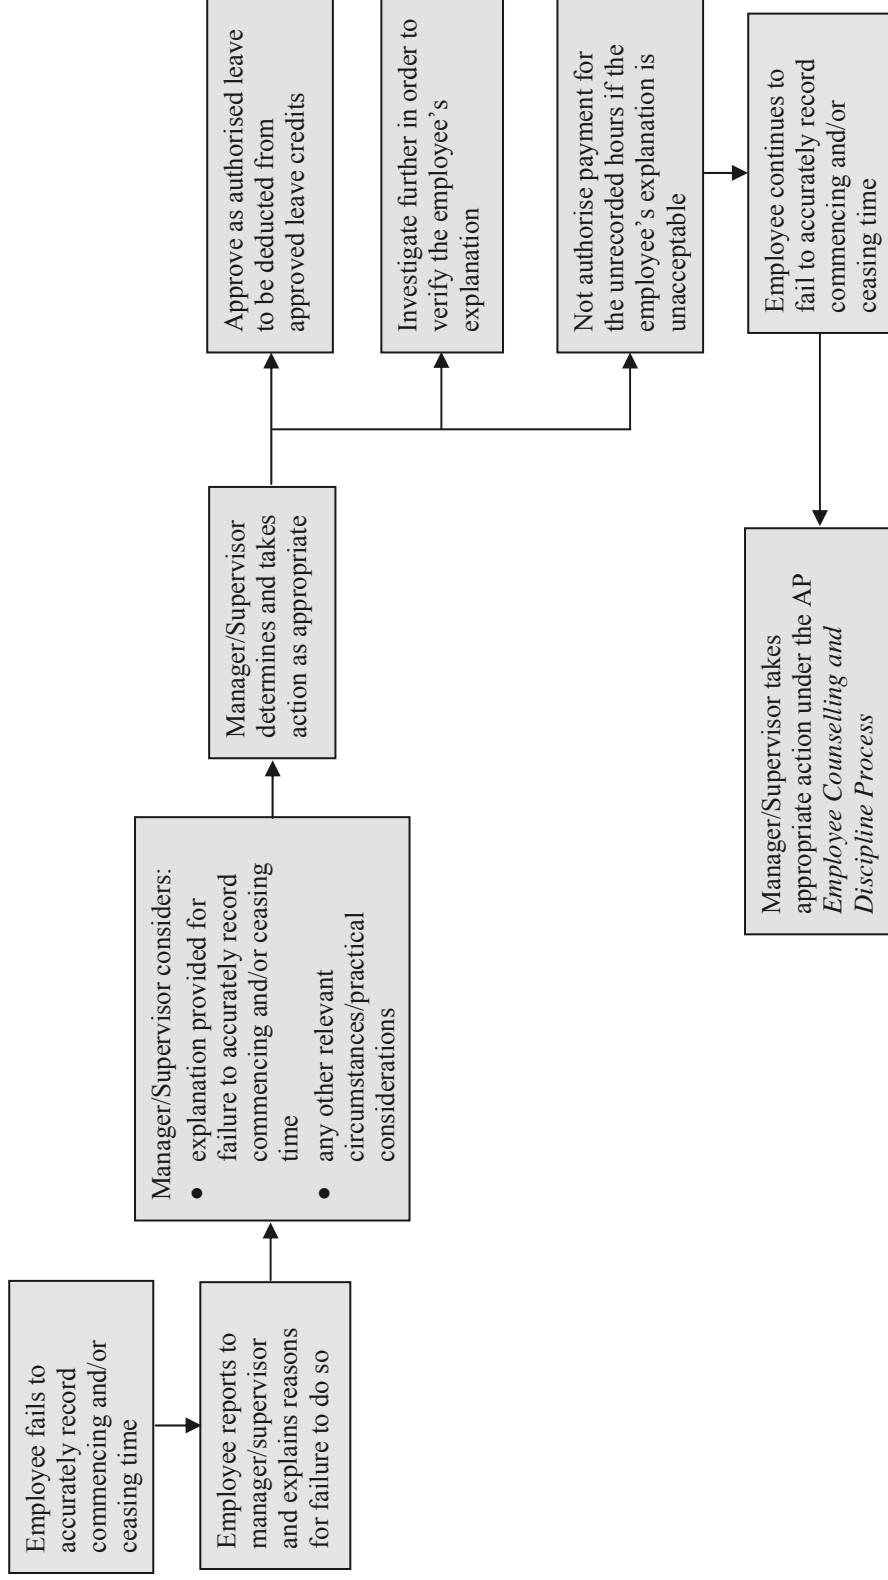 Employee fails to
accurately record
commencing and/or
ceasing time
Employee reports to
manager/supervisor
and explains reasons
for failure to do so
Manager/Supervisor considers:
● explanation provided for
failure to accurately record
commencing and/or ceasing
time
● any other relevant
circumstances/practical
considerations
Manager/Supervisor
determines and takes
action as appropriate
Approve as authorised leave
to be deducted from
approved leave credits
Investigate further in order to
verify the employee’s
explanation
Not authorise payment for
the unrecorded hours if the
employee’s explanation is
unacceptable
Employee continues to
fail to accurately record
commencing and/or
ceasing time
Manager/Supervisor takes
appropriate action under the AP
Employee Counselling and
Discipline Process